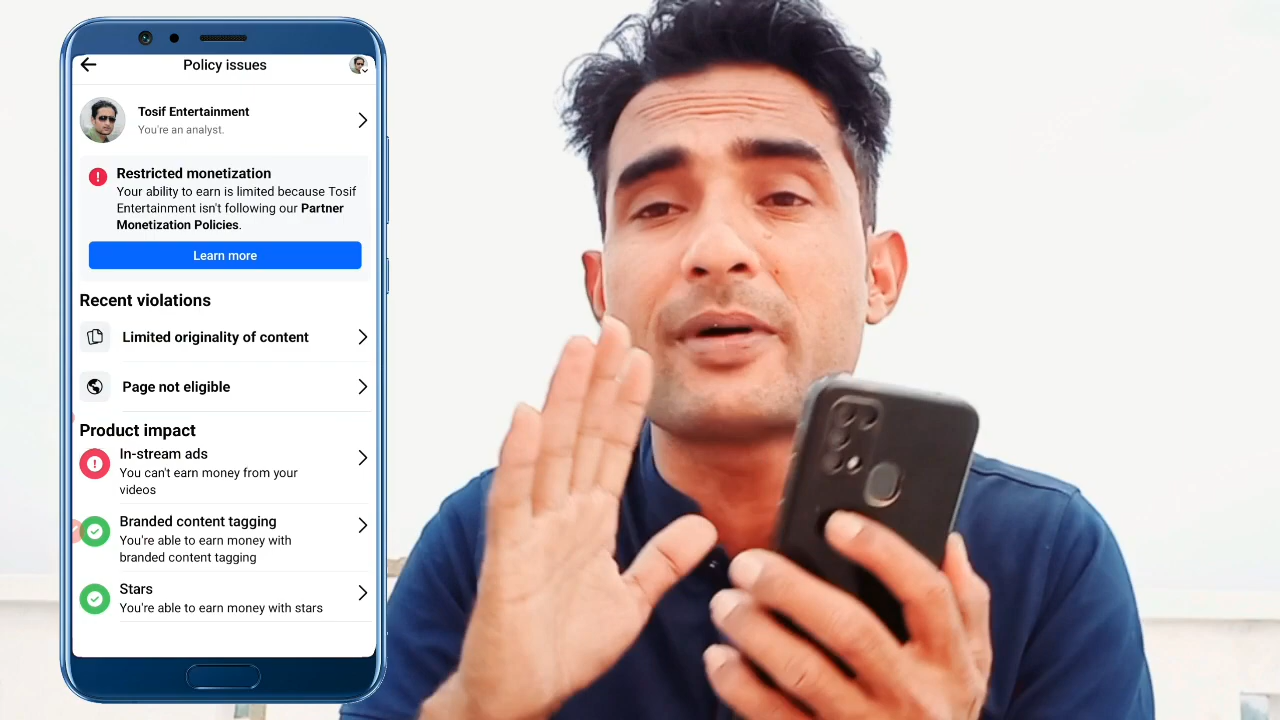 Policy issues
Tosif Entertainment
You're an analyst.
Restricted monetization
Your ability to earn is limited because Tosif
Entertainment isn't following our Partner
Monetization Policies.
Learn more
Recent violations
Limited originality of content
Page not eligible
Product impact
In-stream ads
You can't earn money from your
videos
Branded content tagging
You're able to earn money with
branded content tagging
Stars
You're able to earn money with stars